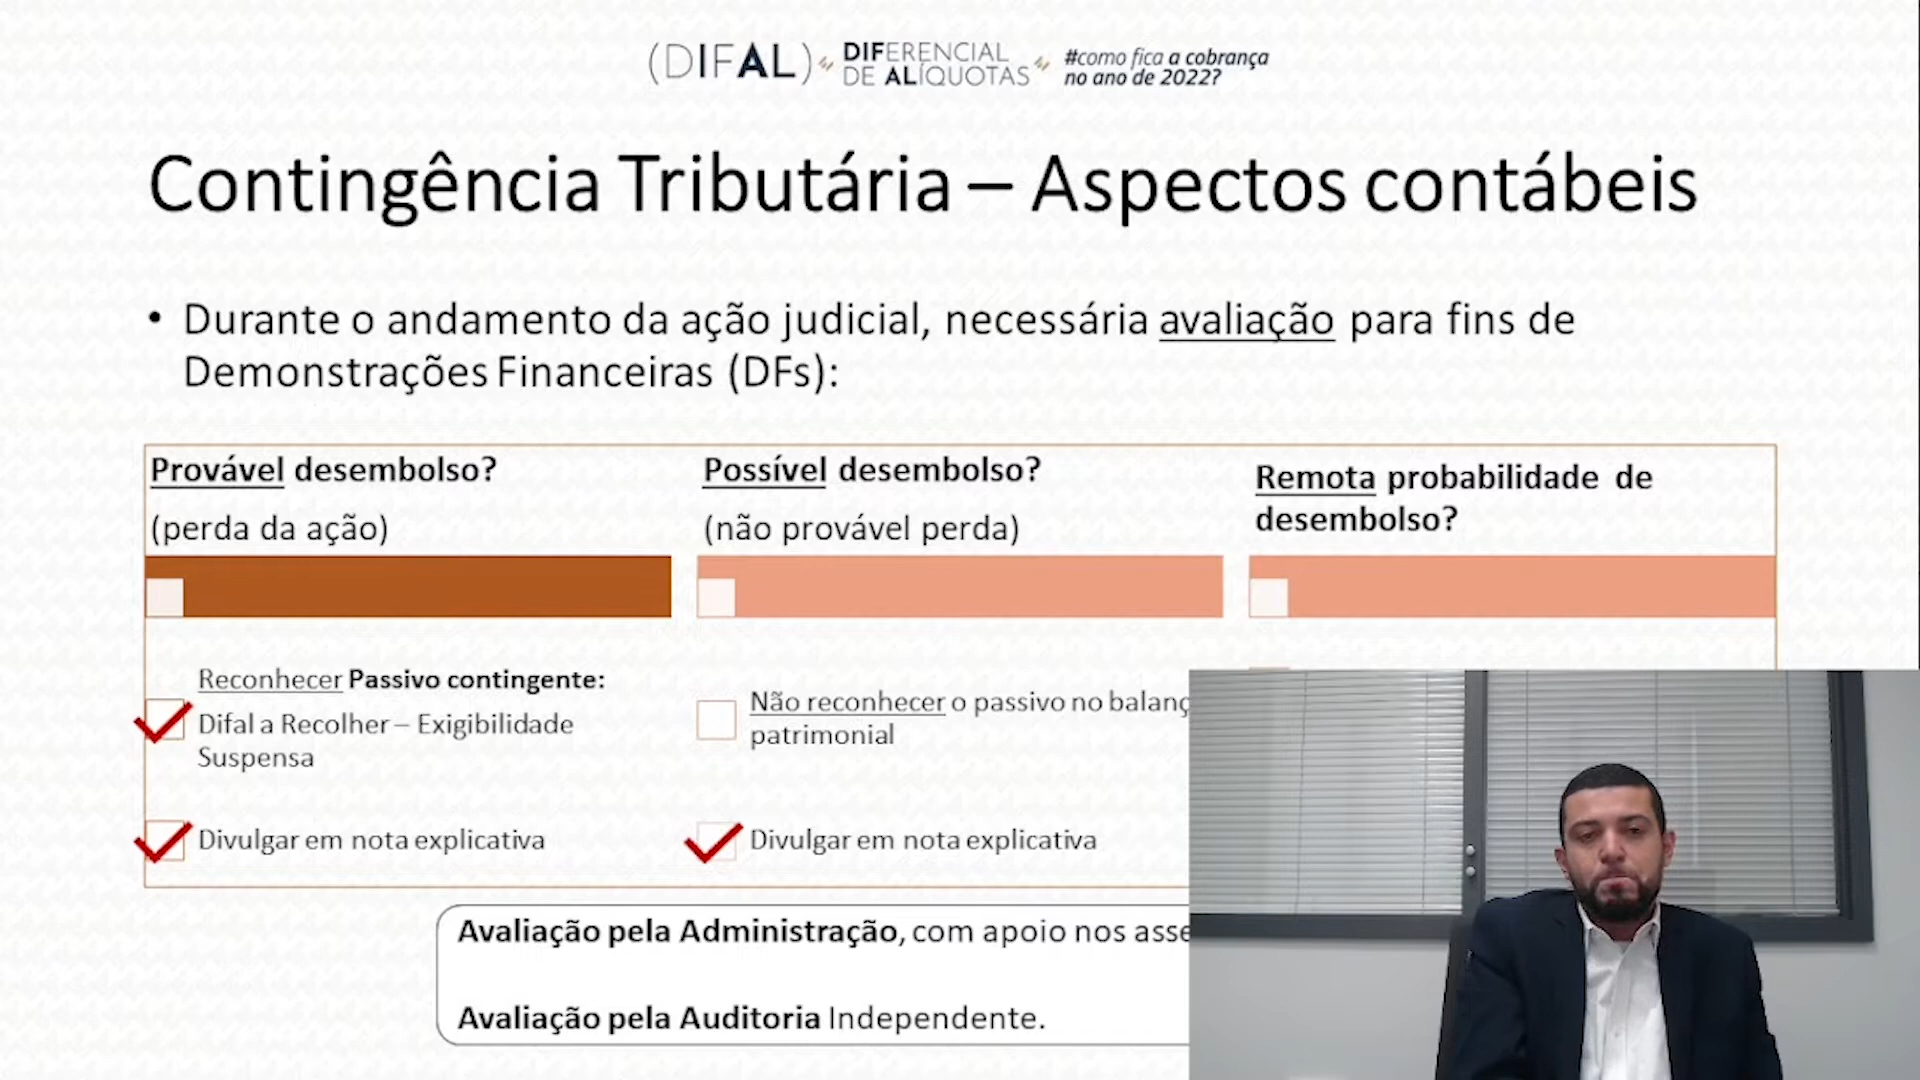 (DIFAL) DIFERENCIAL DE ALÍQUOTAS #como fica a cobrança no ano de 2022?
Contingência Tributária – Aspectos contábeis
• Durante o andamento da ação judicial, necessária avaliação para fins de
Demonstrações Financeiras (DFs):
Provável desembolso?
(perda da ação)
Possível desembolso?
(não provável perda)
Remota probabilidade de
desembolso?
Reconhecer Passivo contingente:
Difal a Recolher – Exigibilidade
Suspensa
Divulgar em nota explicativa
Não reconhecer o passivo no
patrimonial
Divulgar em nota explicativa
Avaliação pela Administração, com apoio nos
Avaliação pela Auditoria Independente.